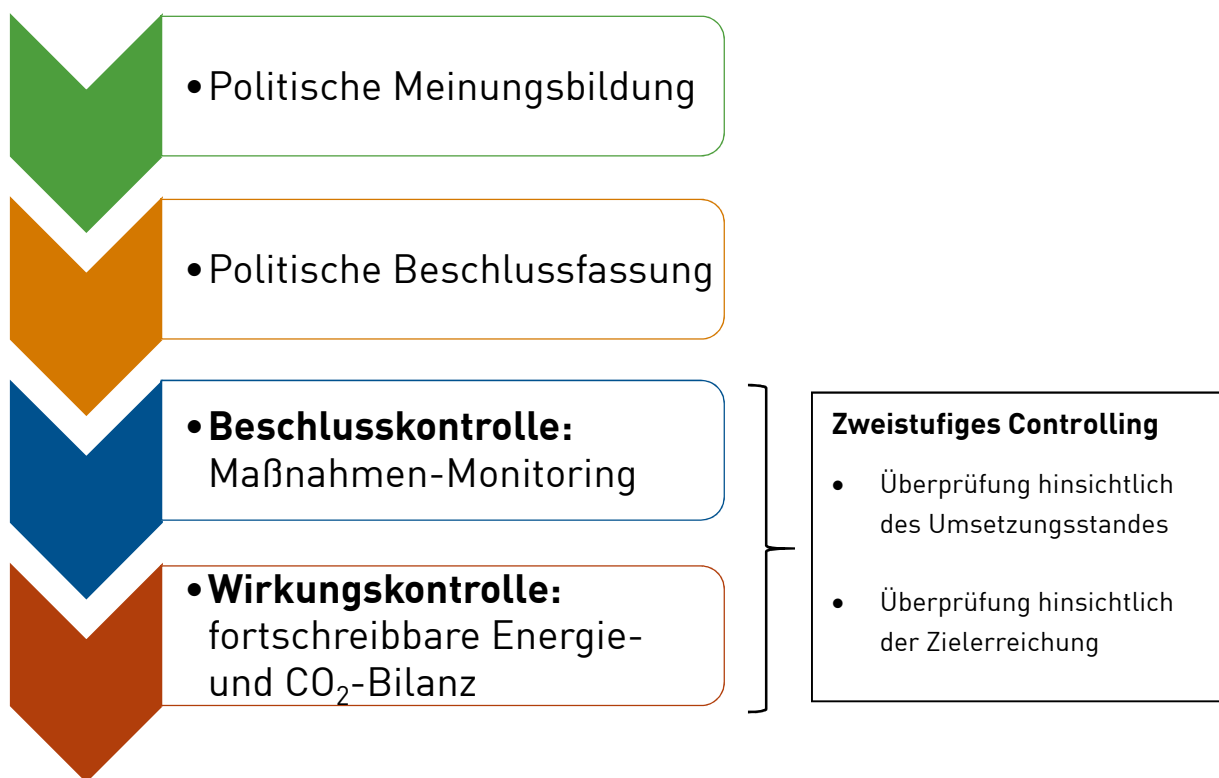 •Politische Meinungsbildung
•Politische Beschlussfassung
•Beschlusskontrolle:
Maßnahmen-Monitoring
•Wirkungskontrolle:
fortschreibbare Energie-
und CO₂-Bilanz
Zweistufiges Controlling
• Überprüfung hinsichtlich
des Umsetzungsstandes
• Überprüfung hinsichtlich
der Zielerreichung